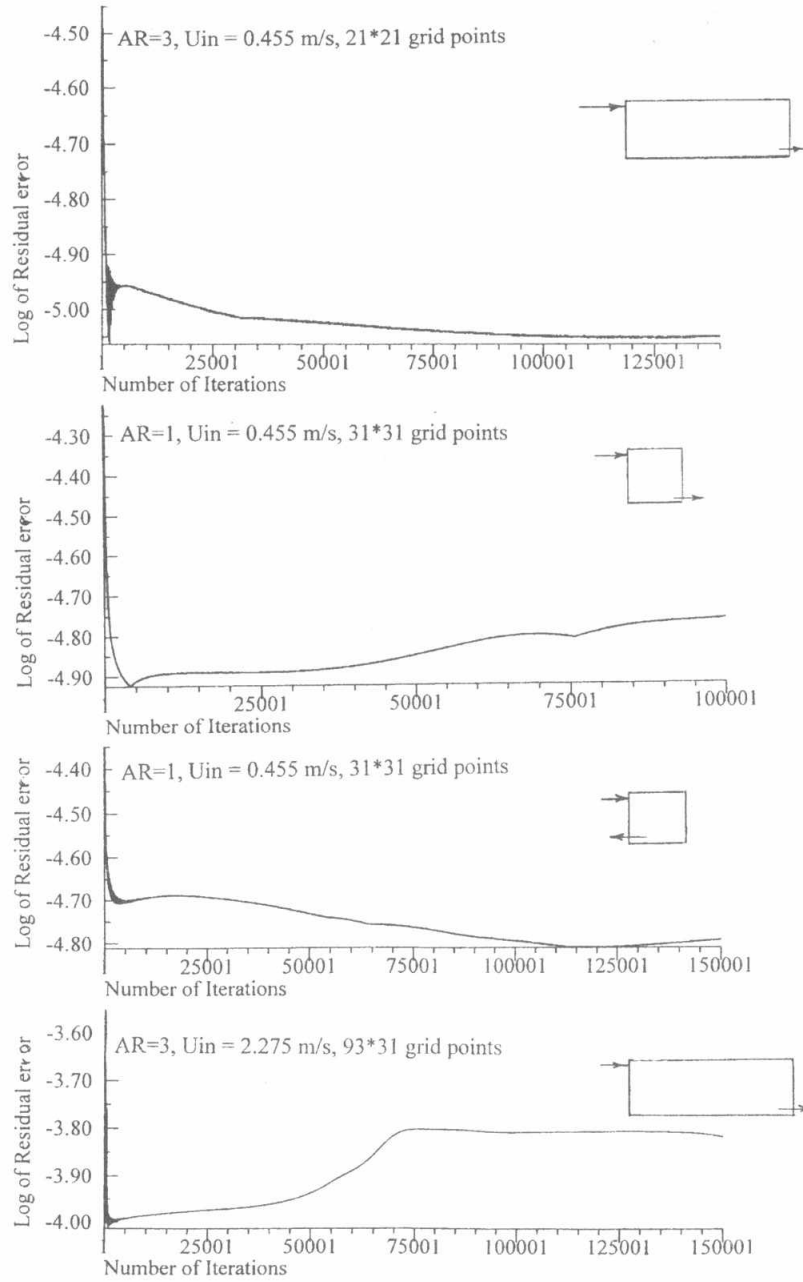 -4.50
AR=3, Uin = 0.455 m/s, 21*21 grid points
-4.60
-4.70
-4.80
-4.90
-5.00
Log of Residual error
25001 50001 75001 100001 125001
Number of Iterations
AR=1, Uin = 0.455 m/s, 31*31 grid points
-4.30
-4.40
-4.50
-4.60
-4.70
-4.80
-4.90
Log of Residual error
1 25001 50001 75001 100001
Number of Iterations
-4.40
AR=1, Uin = 0.455 m/s, 31*31 grid points
-4.50
-4.60
-4.70
-4.80
Log of Residual error
1 25001 50001 75001 100001 125001 150001
Number of Iterations
-3.60
AR=3, Uin = 2.275 m/s, 93*31 grid points
-3.70
-3.80
-3.90
-4.00
Log of Residual error
1 25001 50001 75001 100001 125001 150001
Number of Iterations